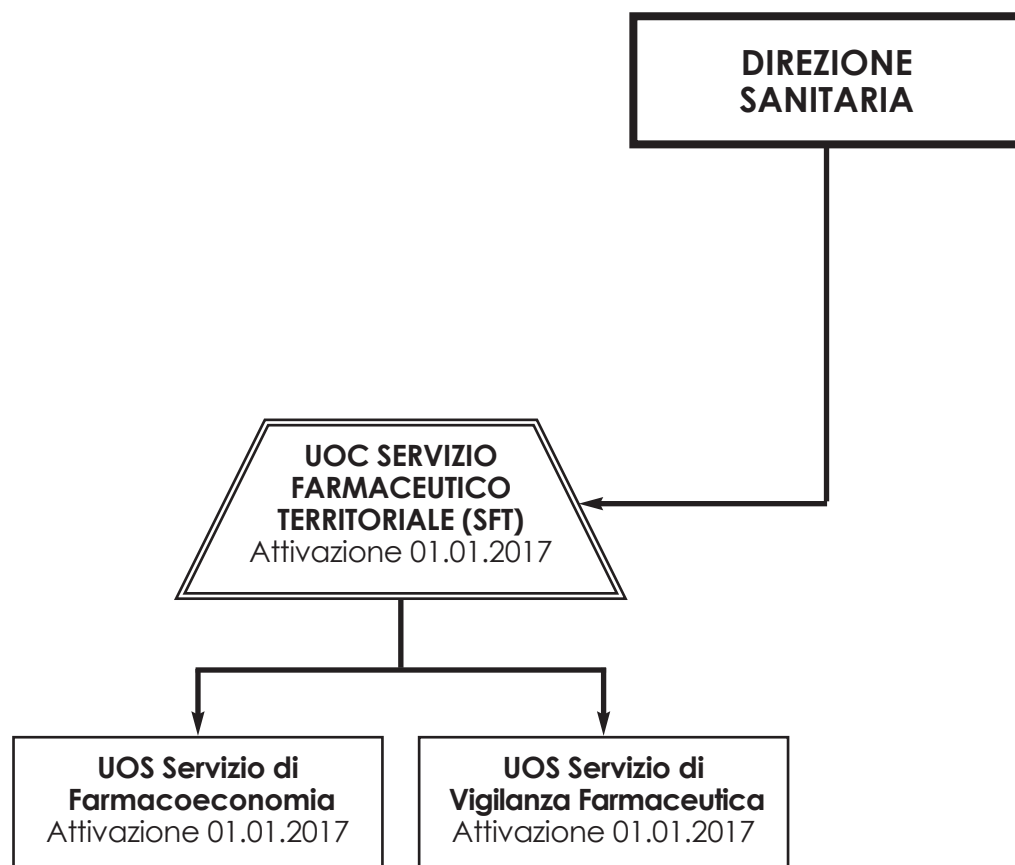 DIREZIONE
SANITARIA
UOC SERVIZIO
FARMACEUTICO
TERRITORIALE (SFT)
Attivazione 01.01.2017
UOS Servizio di
Farmacoeconomia
Attivazione 01.01.2017
UOS Servizio di
Vigilanza Farmaceutica
Attivazione 01.01.2017